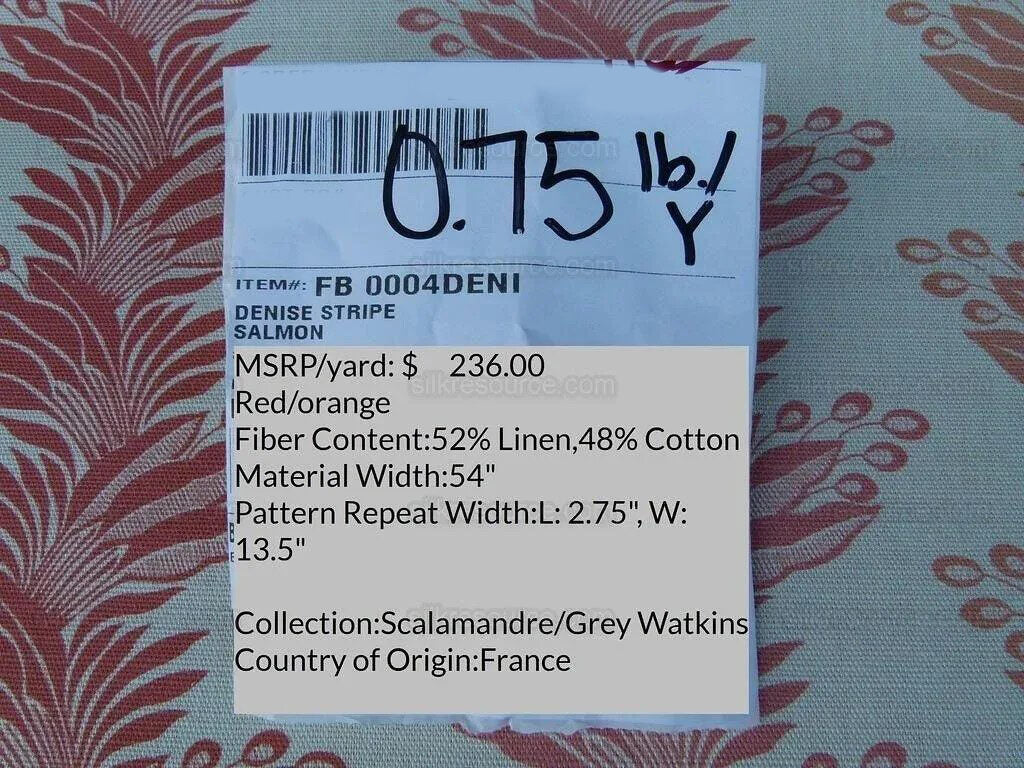 0.75 lb./
Y
ITEM#: FB 0004DENI
DENISE STRIPE
SALMON
MSRP/yard: $ 236.00
silkresource.com
Red/orange
Fiber Content:52% Linen,48% Cotton
Material Width:54"
Pattern Repeat Width:L: 2.75", W:
13.5"
Collection:Scalamandre/Grey Watkins
Country of Origin:France